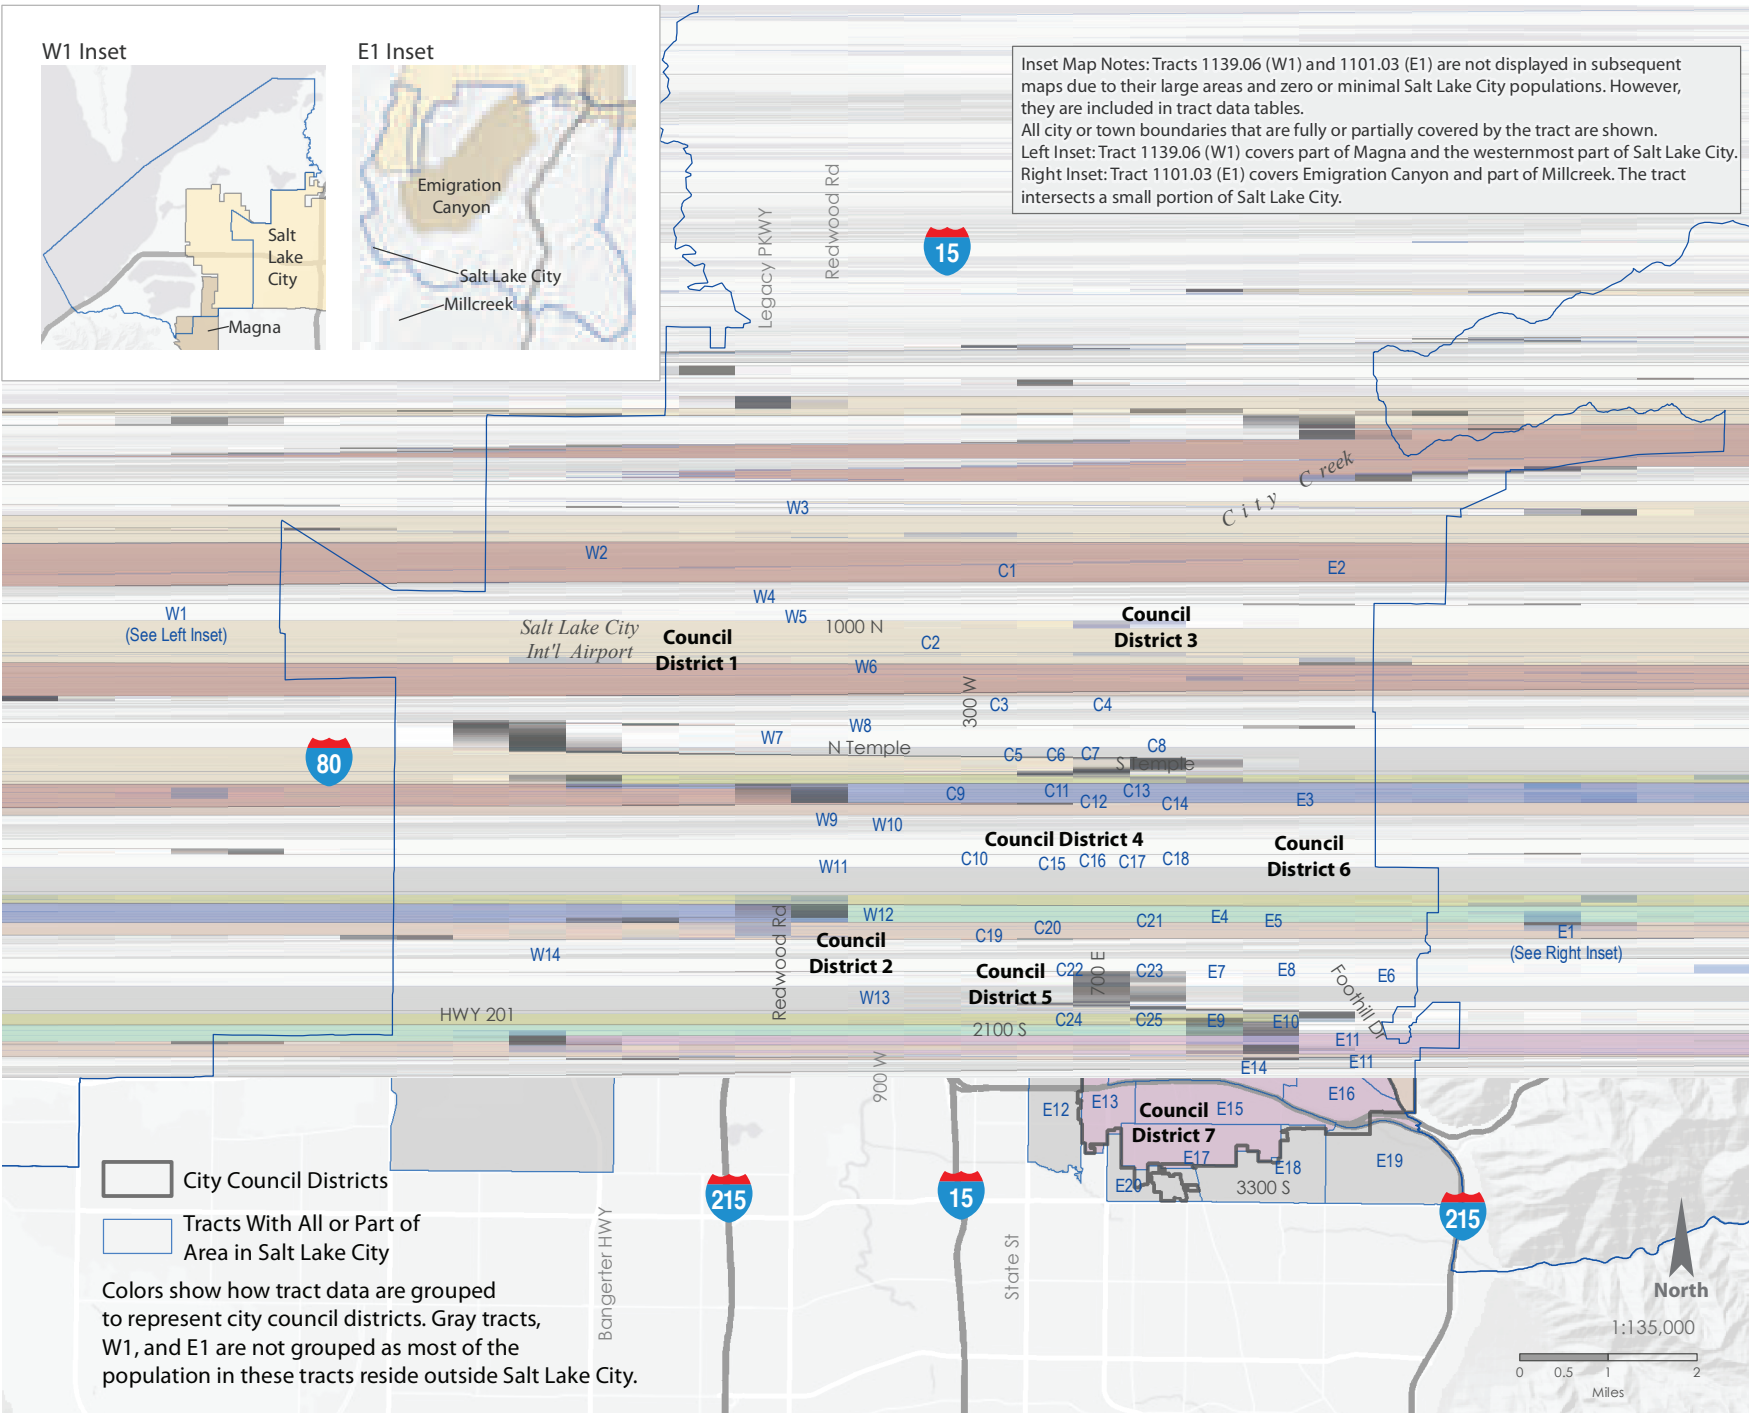 W1 Inset
E1 Inset
Salt
Lake
City
Magna
Emigration
Canyon
Salt Lake City
Millcreek
Inset Map Notes: Tracts 1139.06 (W1) and 1101.03 (E1) are not displayed in subsequent
maps due to their large areas and zero or minimal Salt Lake City populations. However,
they are included in tract data tables.
All city or town boundaries that are fully or partially covered by the tract are shown.
Left Inset: Tract 1139.06 (W1) covers part of Magna and the westernmost part of Salt Lake City.
Right Inset: Tract 1101.03 (E1) covers Emigration Canyon and part of Millcreek. The tract
intersects a small portion of Salt Lake City.
Legacy PKWY
Redwood Rd
15
City Creek
W3
W2
C1
E2
W4
W1
(See Left Inset)
W5
1000 N
Salt Lake City
Int'l Airport
Council
District 1
C2
Council
District 3
W6
300 W
C3
C4
W8
W7
N Temple
C5
C6
C7
C8
S Temple
80
C9
C11
C12
C13
C14
E3
W9
W10
Council District 4
Council
District 6
W11
C10
C15
C16
C17
C18
Redwood Rd
W12
C19
C20
C21
E4
E5
E1
(See Right Inset)
W14
Council
District 2
Council
District 5
C22
700 E
C23
E7
E8
E6
Foothill Dr
W13
HWY 201
2100 S
C24
C25
E9
E10
E11
E11
E14
900 W
E12
E13
Council
District 7
E15
E16
E17
E18
E19
E20
3300 S
215
15
215
City Council Districts
Tracts With All or Part of
Area in Salt Lake City
Colors show how tract data are grouped
to represent city council districts. Gray tracts,
W1, and E1 are not grouped as most of the
population in these tracts reside outside Salt Lake City.
Bangerter HWY
State St
North
1:135,000
0 0.5 1 2
Miles